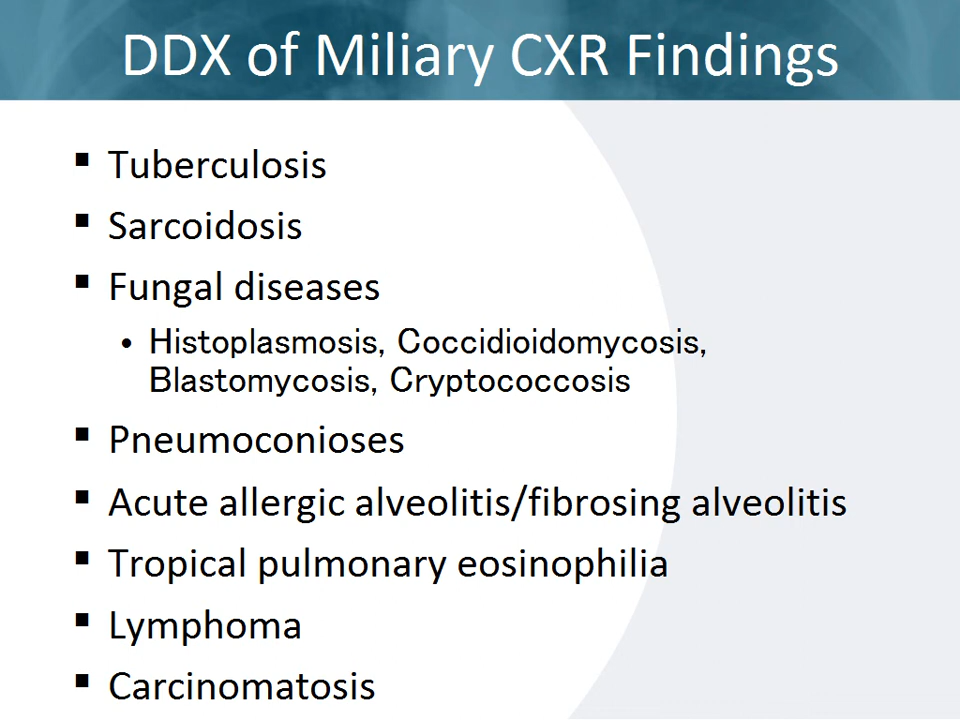 DDX of Miliary CXR Findings
▪ Tuberculosis
▪ Sarcoidosis
▪ Fungal diseases
• Histoplasmosis, Coccidioidomycosis,
Blastomycosis, Cryptococcosis
▪ Pneumoconioses
▪ Acute allergic alveolitis/fibrosing alveolitis
▪ Tropical pulmonary eosinophilia
▪ Lymphoma
▪ Carcinomatosis